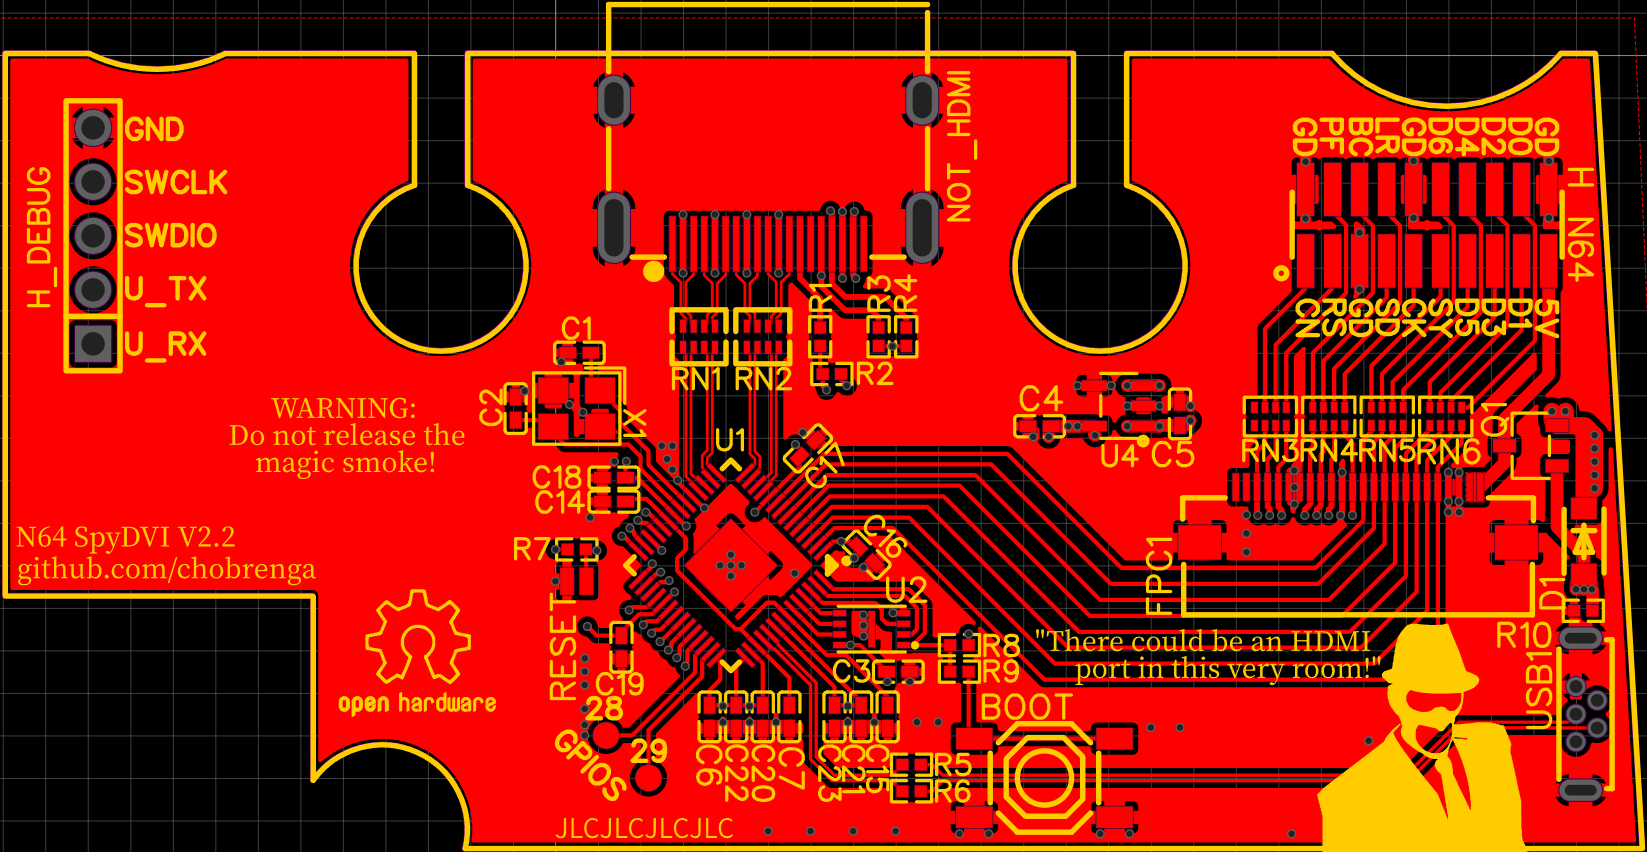 GND
SWCLK
SWDIO
U_TX
U_RX
H_DEBUG
WARNING:
Do not release the
magic smoke!
N64 SpyDVI V2.2
github.com/chobrenga
open hardware
NOT_HDMI
C1
C2
X1
RN1
RN2
R1
R3
R4
R2
U1
C17
C18
C14
R7
RESET
C19
28
29
GPIOS
C16
U2
C3
R8
R9
C6
C22
C20
C7
C23
C21
C15
R5
R6
BOOT
JLCJLCJLCJLC
C4
U4
C5
GD
PF
BC
LR
GD
D6
D4
D2
D0
GD
H_N64
CN
RS
GD
SD
CK
SY
D5
D3
D1
5V
RN3
RN4
RN5
RN6
Q1
FPC1
D1
R10
USB1
"There could be an HDMI
port in this very room!"